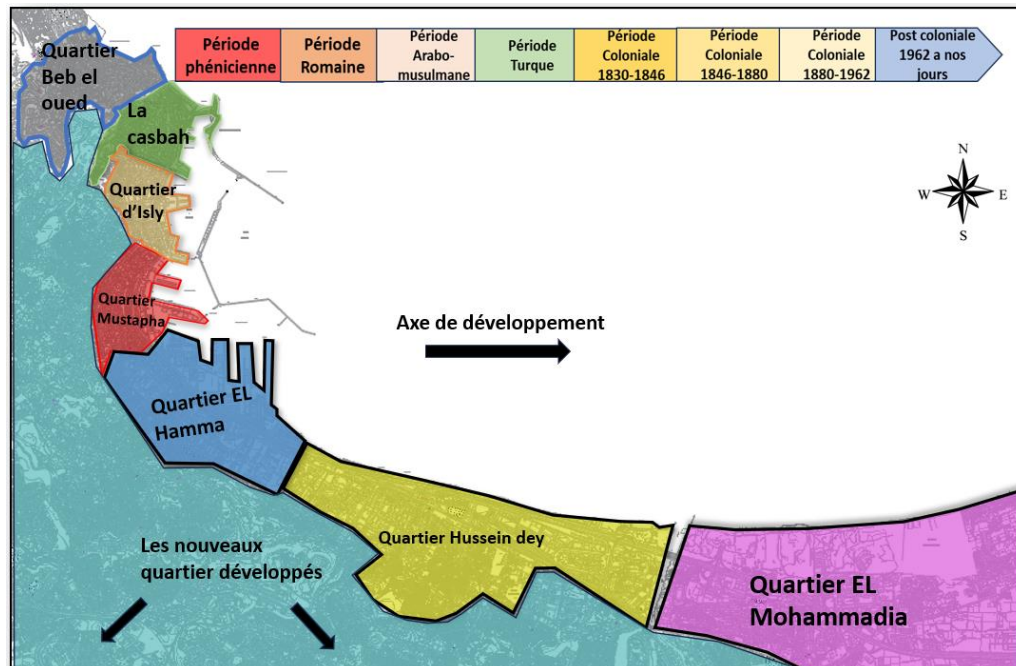 Quartier
Beb el
oued
Période
phénicienne
Période
Romaine
Période
Arabo-
musulmane
Période
Turque
Période
Coloniale
1830-1846
Période
Coloniale
1846-1880
Période
Coloniale
1880-1962
Post coloniale
1962 a nos
jours
La
casbah
Quartier
d'Isly
N
W
E
S
Quartier
Mustapha
Axe de développement
Quartier EL
Hamma
Quartier Hussein dey
Les nouveaux
quartier développés
Quartier EL
Mohammadia